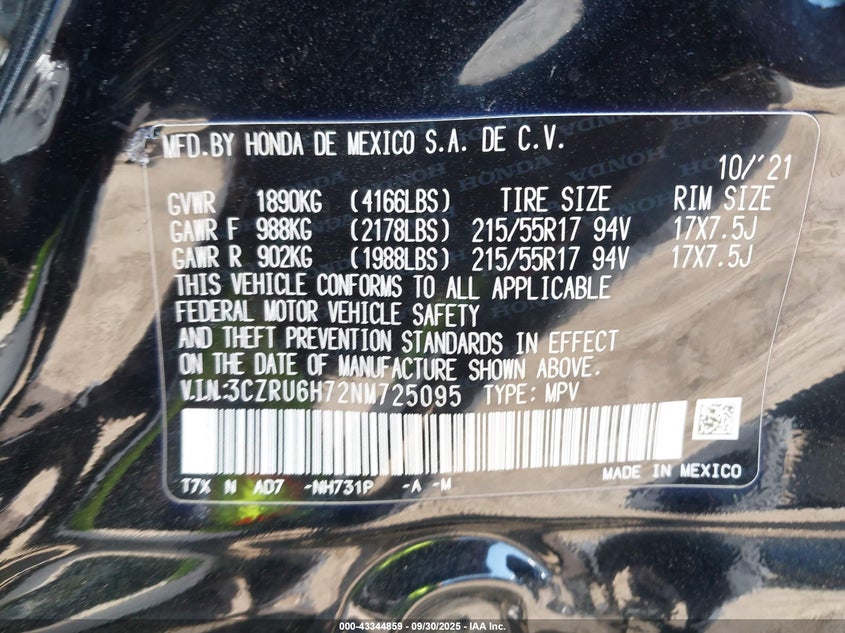 MFD. BY HONDA DE MEXICO S.A. DE C.V.
10/'21
GVWR 1890KG (4166LBS) TIRE SIZE RIM SIZE
GAWR F 988KG (2178LBS) 215/55R17 94V 17X7.5J
GAWR R 902KG (1988LBS) 215/55R17 94V 17X7.5J
THIS VEHICLE CONFORMS TO ALL APPLICABLE
FEDERAL MOTOR VEHICLE SAFETY
AND THEFT PREVENTION STANDARDS IN EFFECT
ON THE DATE OF MANUFACTURE SHOWN ABOVE.
V.I.N:3CZRU6H72NM725095 TYPE: MPV
MADE IN MEXICO
T7X N A07 -NH731P -A -M
000-43344859 - 09/30/2025 - IAA Inc.